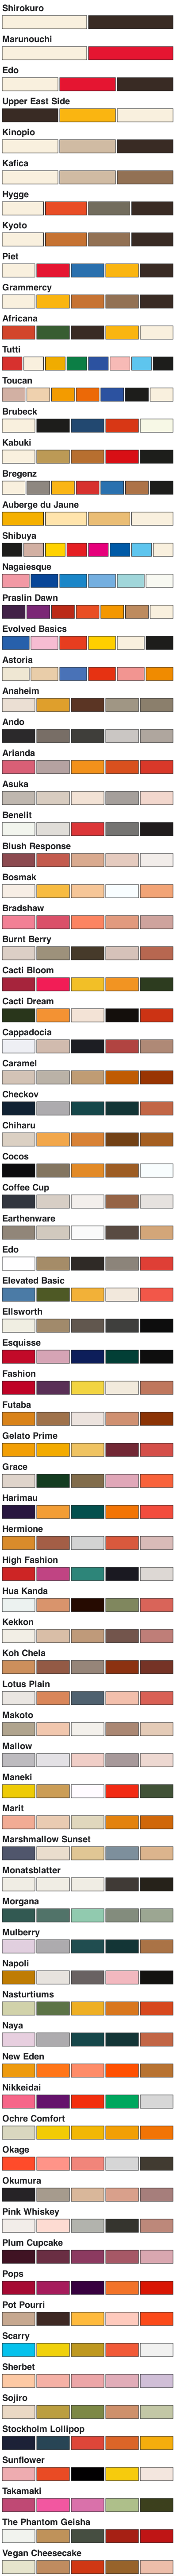 Shirokuro
Marunouchi
Edo
Upper East Side
Kinopio
Kafica
Hygge
Kyoto
Piet
Grammercy
Africana
Tutti
Toucan
Brubeck
Kabuki
Bregenz
Auberge du Jaune
Shibuya
Nagaiesque
Praslin Dawn
Evolved Basics
Astoria
Anaheim
Ando
Arianda
Asuka
Benelit
Blush Response
Bosmak
Bradshaw
Burnt Berry
Cacti Bloom
Cacti Dream
Cappadocia
Caramel
Checkov
Chiharu
Cocos
Coffee Cup
Earthenware
Edo
Elevated Basic
Ellsworth
Esquisse
Fashion
Futaba
Gelato Prime
Grace
Harimau
Hermione
High Fashion
Hua Kanda
Kekkon
Koh Chela
Lotus Plain
Makoto
Mallow
Maneki
Marit
Marshmallow Sunset
Monatsblatter
Morgana
Mulberry
Napoli
Nasturtiums
Naya
New Eden
Nikkeidai
Ochre Comfort
Okage
Okumura
Pink Whiskey
Plum Cupcake
Pops
Pot Pourri
Scarry
Sherbet
Sojiro
Stockholm Lollipop
Sunflower
Takamaki
The Phantom Geisha
Vegan Cheesecake